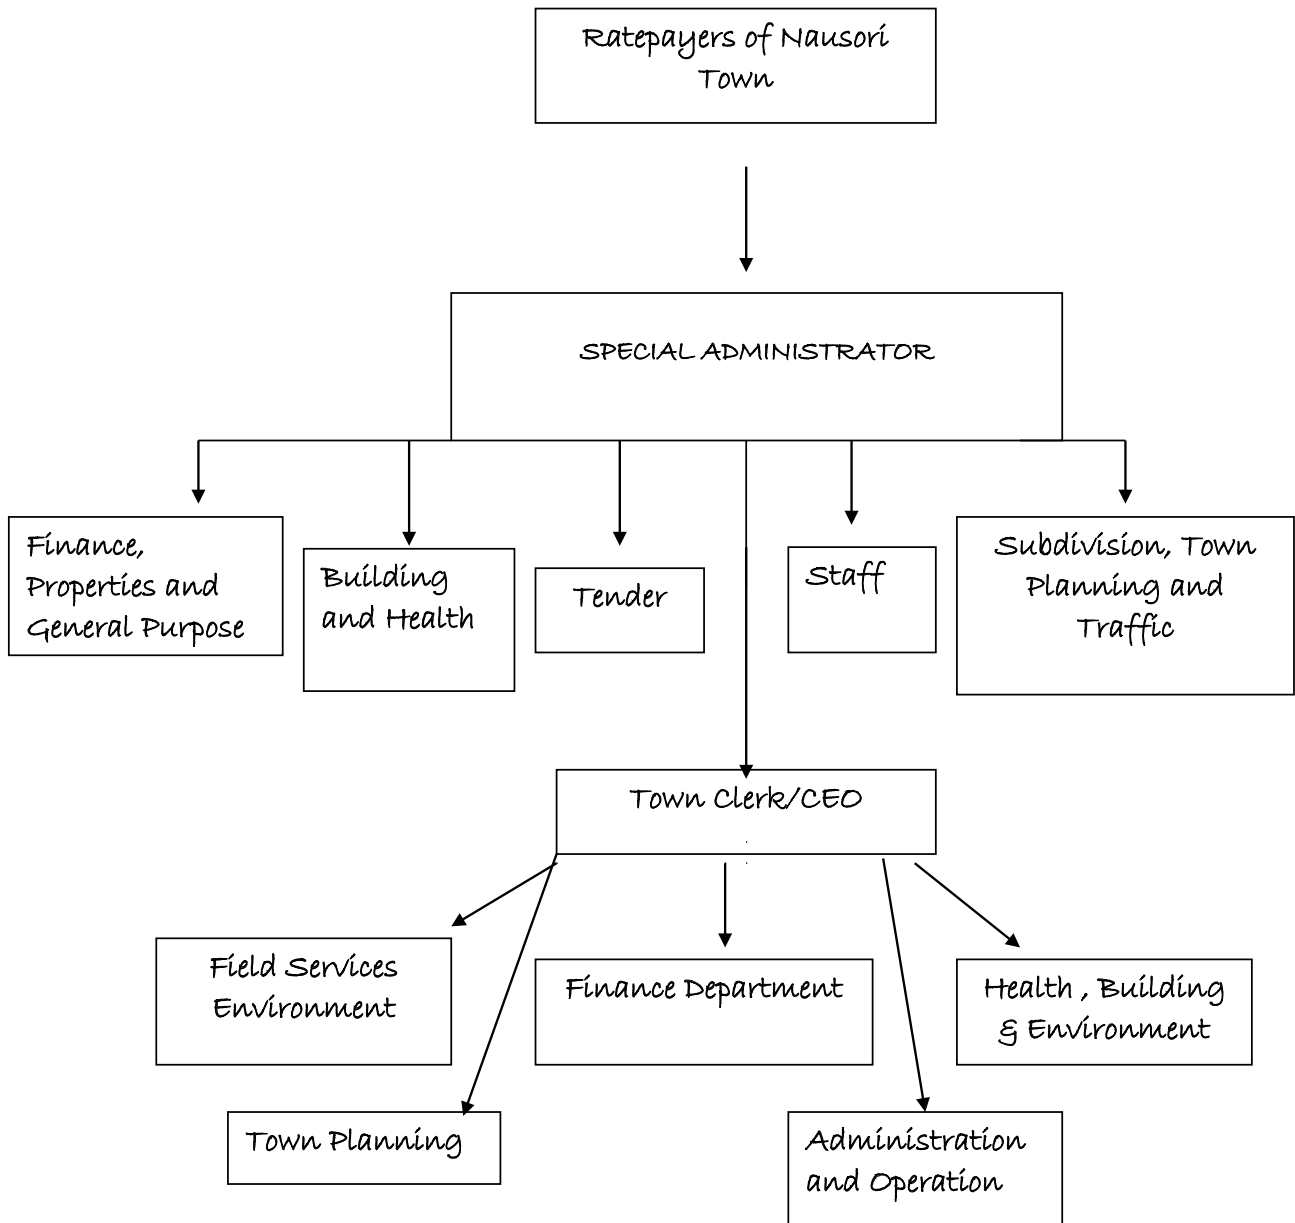 Ratepayers of Nausori
Town
SPECIAL ADMINISTRATOR
Finance,
Properties and
General Purpose
Building
and Health
Tender
Staff
Subdivision, Town
Planning and
Traffic
Town Clerk/CEO
Field Services
Environment
Finance Department
Health , Building
& Environment
Town Planning
Administration
and Operation